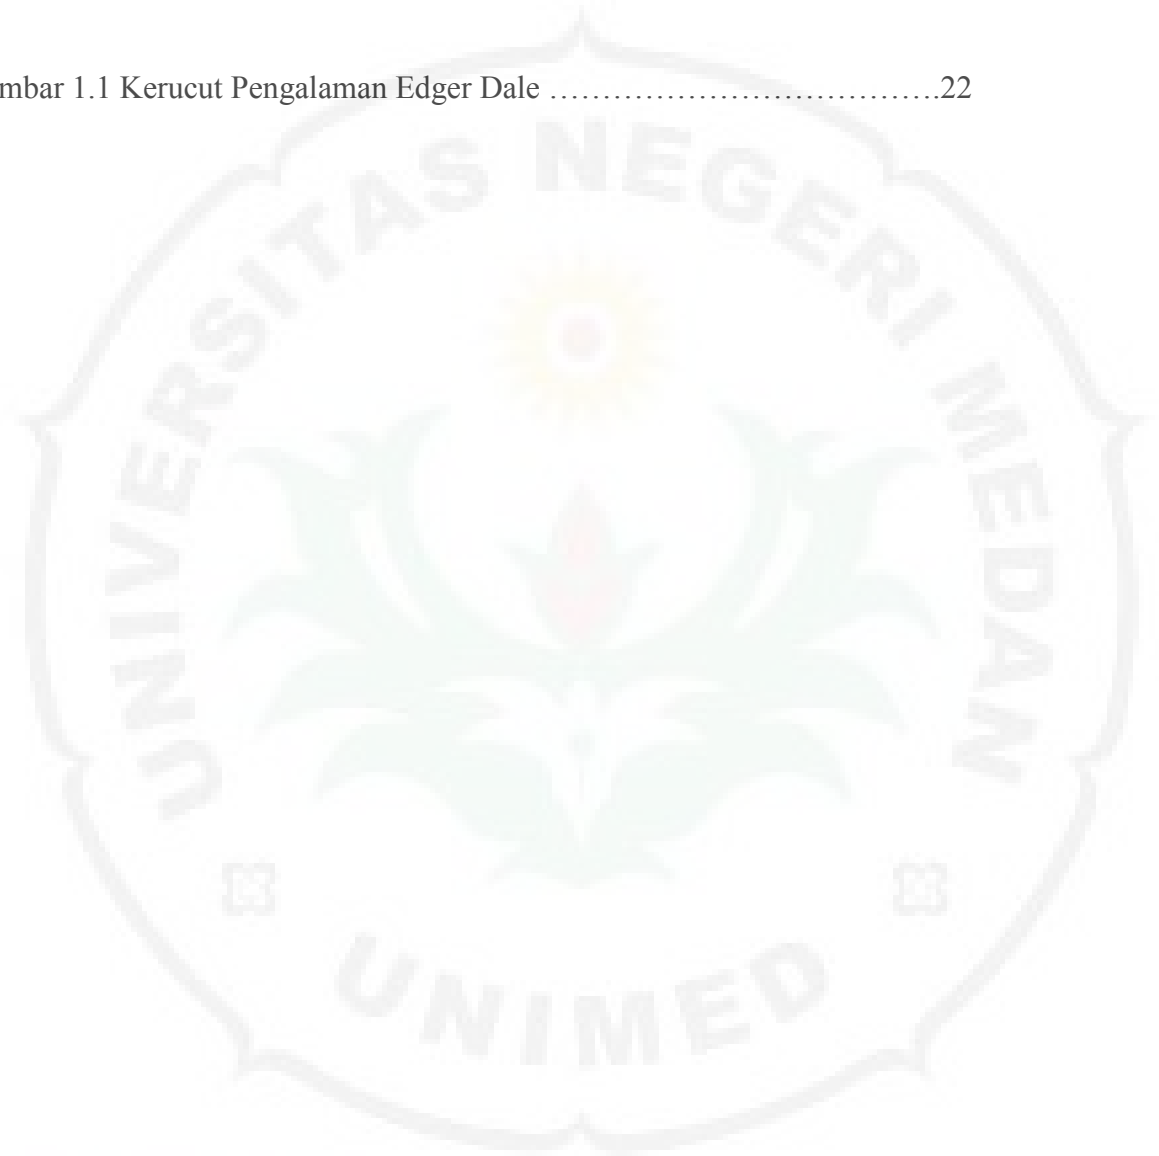 mbar 1.1 Kerucut Pengalaman Edger Dale ……………………………….22
UNIVERSITAS NEGERI MEDAN
UNIMED